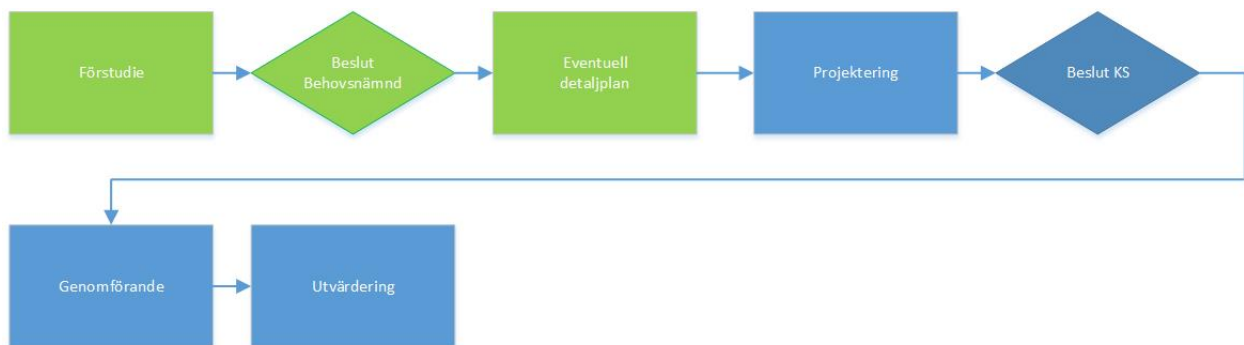 Förstudie
Beslut
Behovsnämnd
Eventuell
detaljplan
Projektering
Beslut KS
Genomförande
Utvärdering